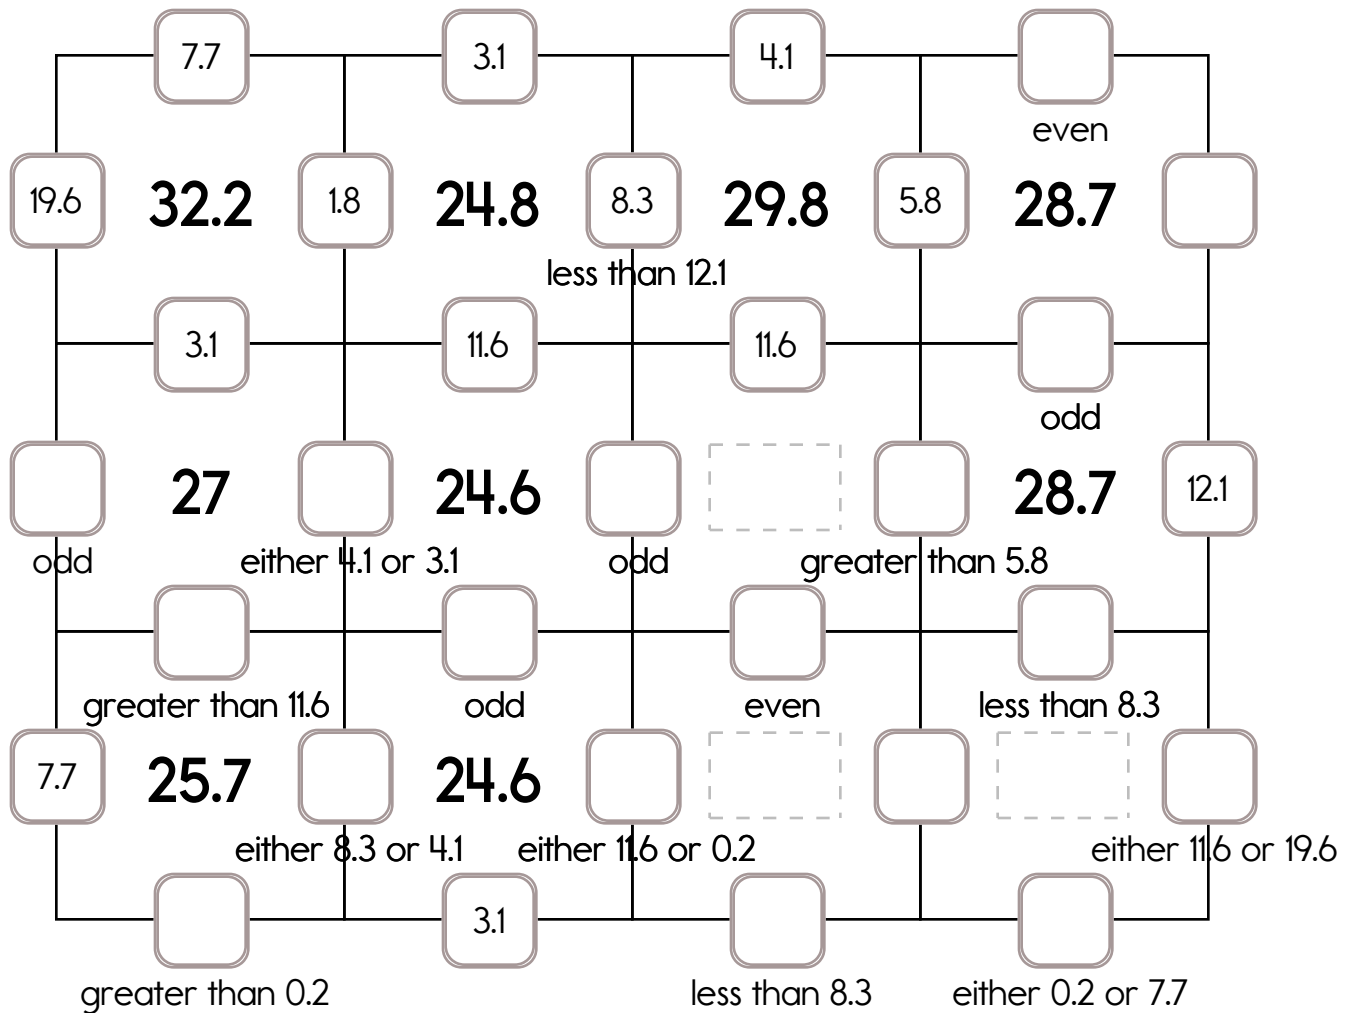 7.7 3.1 4.1
even
19.6 32.2 1.8 24.8 8.3 29.8 5.8 28.7
less than 12.1
3.1 11.6 11.6
odd
27 24.6 28.7 12.1
odd either 4.1 or 3.1 odd greater than 5.8
greater than 11.6 odd even less than 8.3
7.7 25.7 24.6
either 8.3 or 4.1 either 11.6 or 0.2 either 11.6 or 19.6
3.1
greater than 0.2 less than 8.3 either 0.2 or 7.7